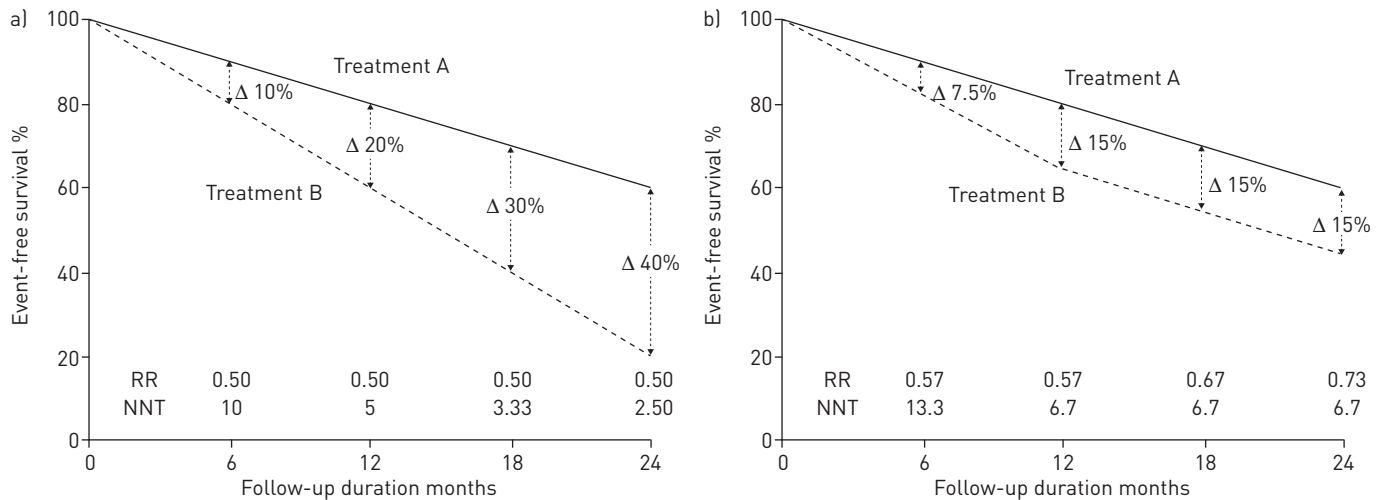 a)
Event-free survival %
100
80
60
40
20
0
Treatment A
Treatment B
Δ 10%
Δ 20%
Δ 30%
Δ 40%
RR 0.50 0.50 0.50 0.50
NNT 10 5 3.33 2.50
0 6 12 18 24
Follow-up duration months
b)
Event-free survival %
100
80
60
40
20
0
Treatment A
Treatment B
Δ 7.5%
Δ 15%
Δ 15%
Δ 15%
RR 0.57 0.57 0.67 0.73
NNT 13.3 6.7 6.7 6.7
0 6 12 18 24
Follow-up duration months